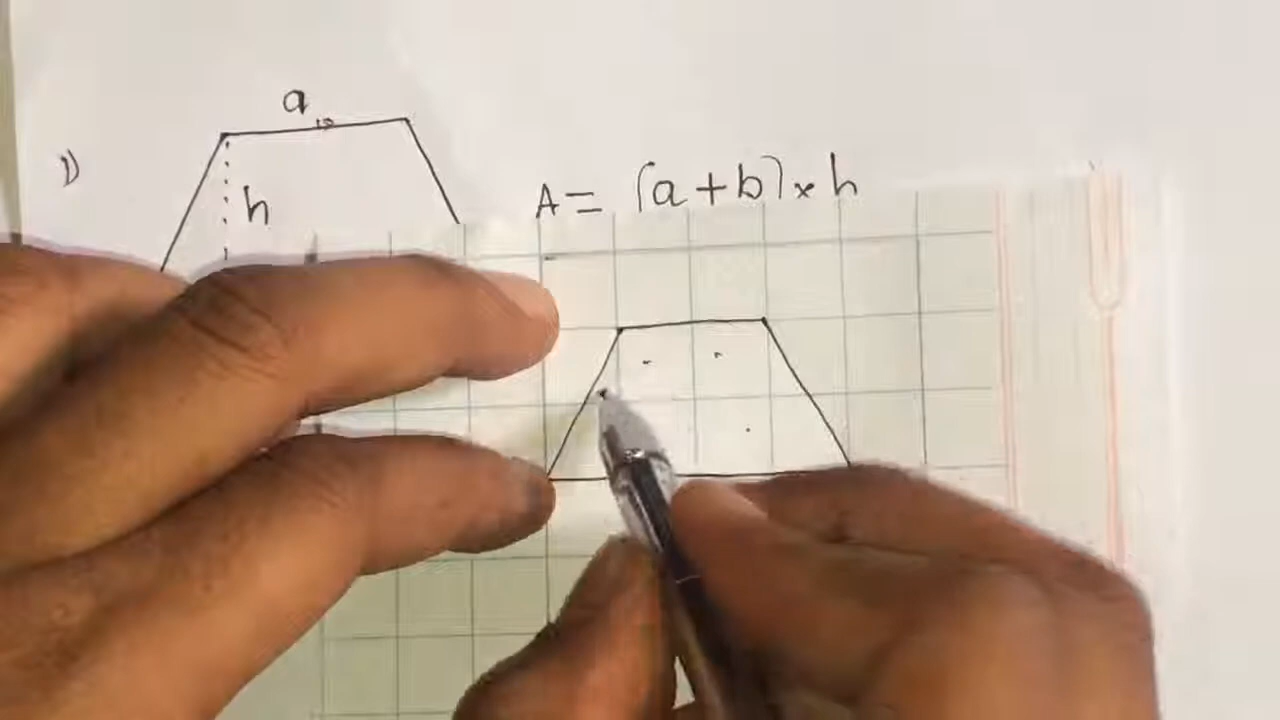 a
1)
h
A = (a+b) × h